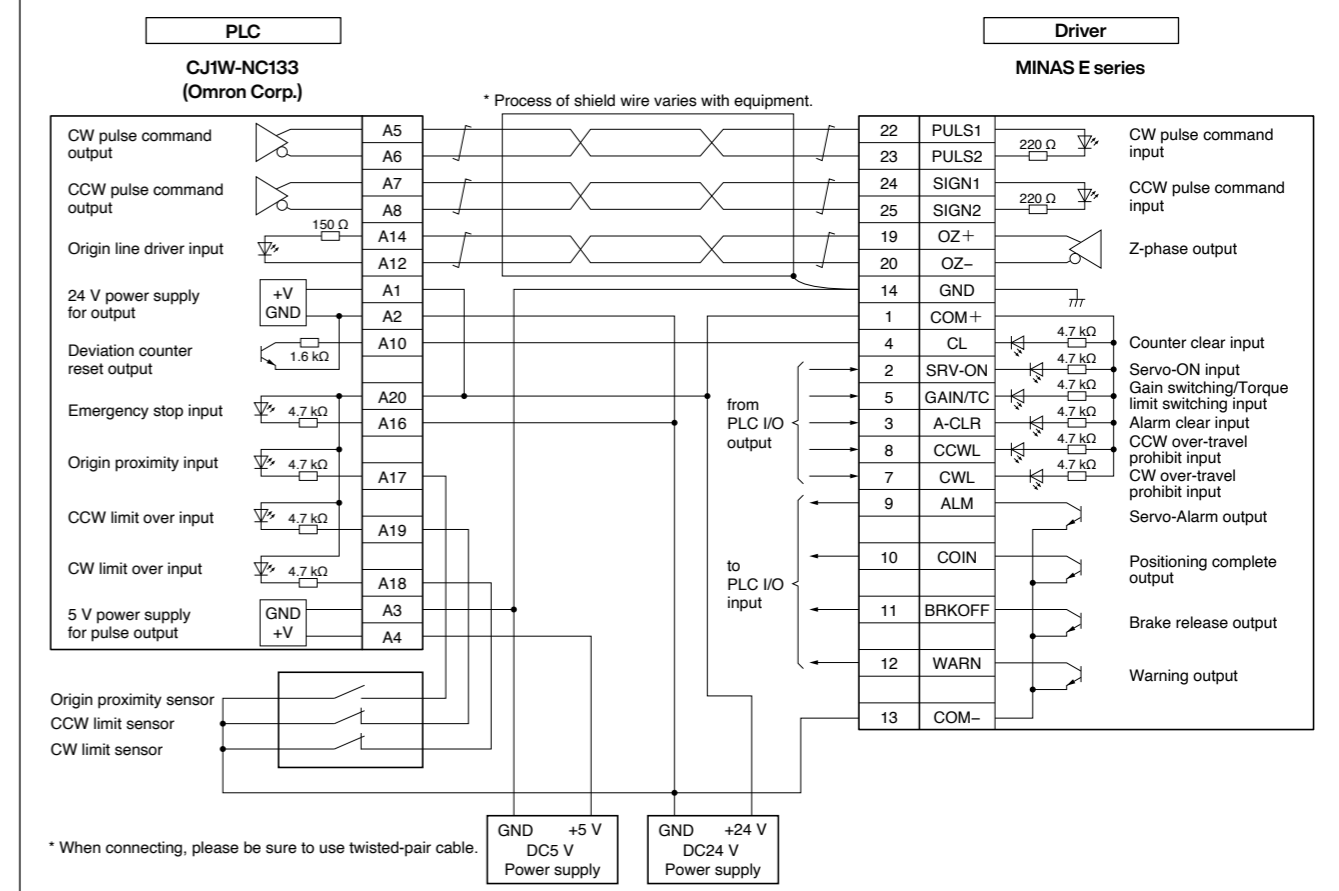 PLC
CJ1W-NC133
(Omron Corp.)
Driver
MINAS E series
* Process of shield wire varies with equipment.
CW pulse command
output
A5
A6
CCW pulse command
output
A7
A8
Origin line driver input
150 Ω
A14
A12
24 V power supply
for output
+V
GND
A1
A2
Deviation counter
reset output
1.6 kΩ
A10
A20
Emergency stop input
4.7 kΩ
A16
Origin proximity input
4.7 kΩ
A17
CCW limit over input
4.7 kΩ
A19
CW limit over input
4.7 kΩ
A18
5 V power supply
for pulse output
GND
+V
A3
A4
Origin proximity sensor
CCW limit sensor
CW limit sensor
from
PLC I/O
output
to
PLC I/O
input
22 PULS1
23 PULS2
220 Ω
CW pulse command
input
24 SIGN1
25 SIGN2
220 Ω
CCW pulse command
input
19 OZ+
20 OZ−
Z-phase output
14 GND
1 COM+
4 CL 4.7 kΩ Counter clear input
2 SRV-ON 4.7 kΩ Servo-ON input
5 GAIN/TC 4.7 kΩ Gain switching/Torque
limit switching input
3 A-CLR 4.7 kΩ Alarm clear input
8 CCWL 4.7 kΩ CCW over-travel
prohibit input
7 CWL 4.7 kΩ CW over-travel
prohibit input
9 ALM Servo-Alarm output
10 COIN Positioning complete
output
11 BRKOFF Brake release output
12 WARN Warning output
13 COM−
GND +5 V
DC5 V
Power supply
GND +24 V
DC24 V
Power supply
* When connecting, please be sure to use twisted-pair cable.